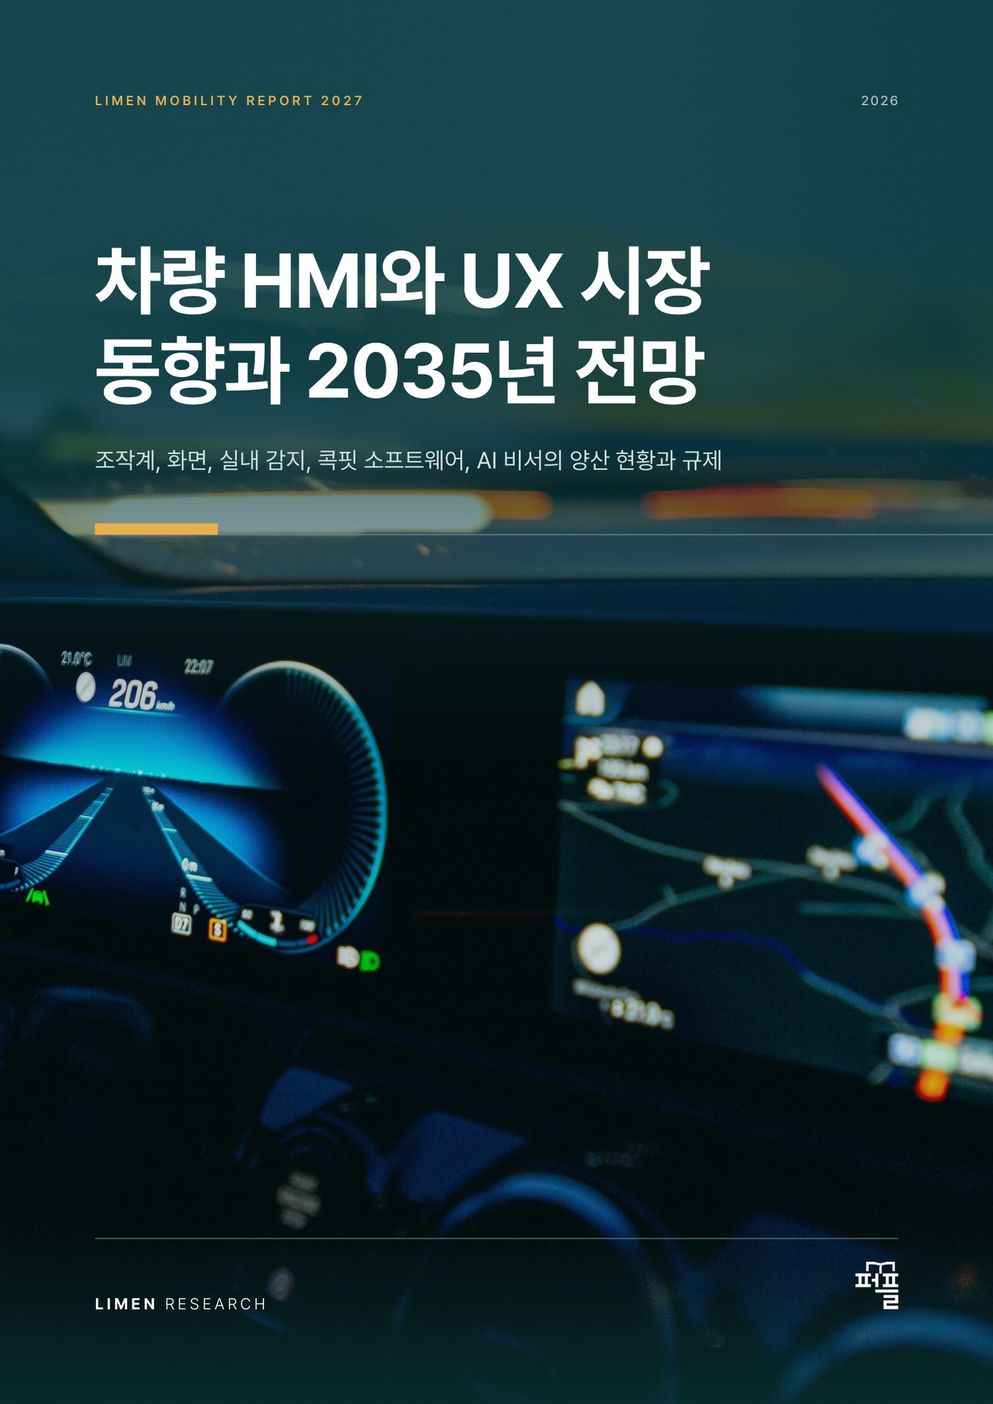 LIMEN MOBILITY REPORT 2027
2026
차량 HMI와 UX 시장
동향과 2035년 전망
조작계, 화면, 실내 감지, 콕핏 소프트웨어, AI 비서의 양산 현황과 규제
21.0°C LIM 22:07
206 km/h
R
N P
D7 S
LIMEN RESEARCH
퍼플